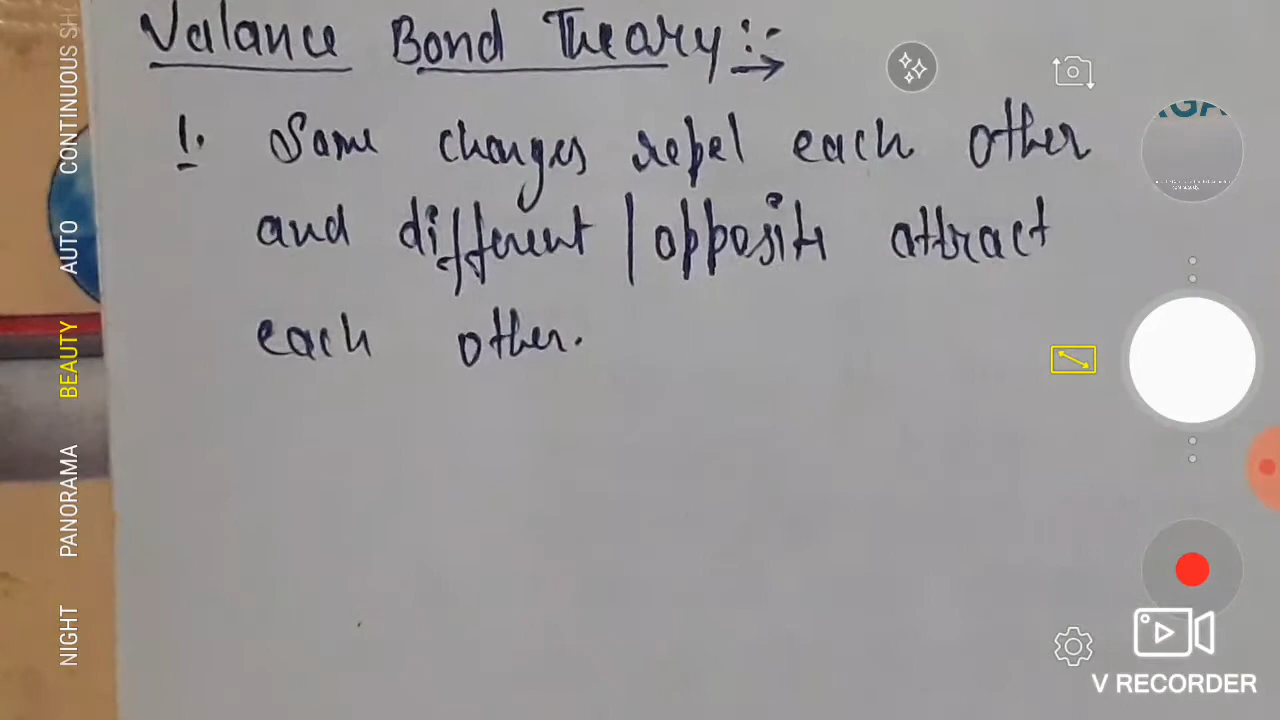 Valance Bond Theary :-→
1. Same charges repel each other
and different / opposite attract
each other.
CONTINUOUS SH
AUTO
BEAUTY
PANORAMA
NIGHT
V RECORDER